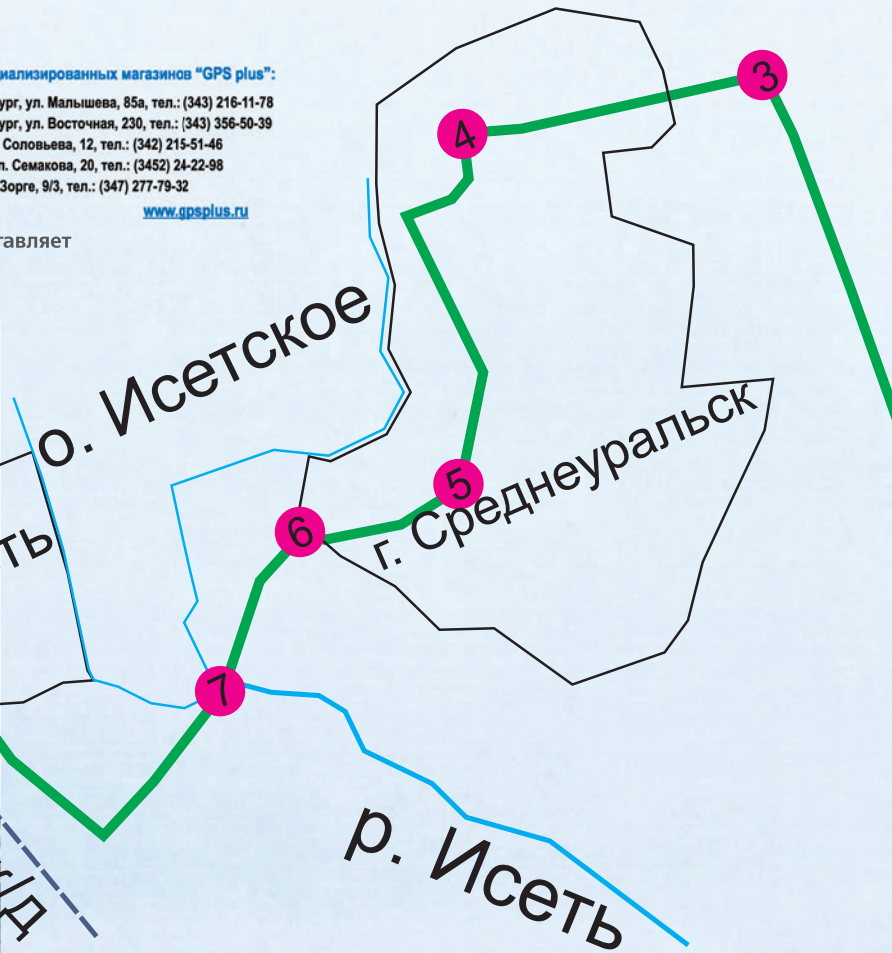 циализированных магазинов “GPS plus”:
ург, ул. Малышева, 85а, тел.: (343) 216-11-78
ург, ул. Восточная, 230, тел.: (343) 356-50-39
Соловьева, 12, тел.: (342) 215-51-46
л. Семакова, 20, тел.: (3452) 24-22-98
Зорге, 9/3, тел.: (347) 277-79-32
www.gpsplus.ru
тавляет
3
4
о. Исетское
г. Среднеуральск
5
6
ть
7
р. Исеть
ж/д